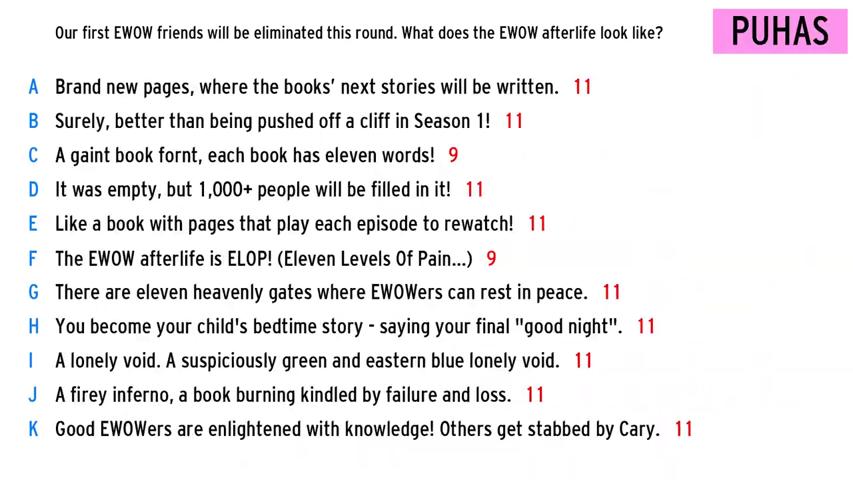 Our first EWOW friends will be eliminated this round. What does the EWOW afterlife look like?
PUHAS
A Brand new pages, where the books' next stories will be written. 11
B Surely, better than being pushed off a cliff in Season 1! 11
C A gaint book fornt, each book has eleven words! 9
D It was empty, but 1,000+ people will be filled in it! 11
E Like a book with pages that play each episode to rewatch! 11
F The EWOW afterlife is ELOP! (Eleven Levels Of Pain...) 9
G There are eleven heavenly gates where EWOWers can rest in peace. 11
H You become your child's bedtime story - saying your final "good night". 11
I A lonely void. A suspiciously green and eastern blue lonely void. 11
J A firey inferno, a book burning kindled by failure and loss. 11
K Good EWOWers are enlightened with knowledge! Others get stabbed by Cary. 11